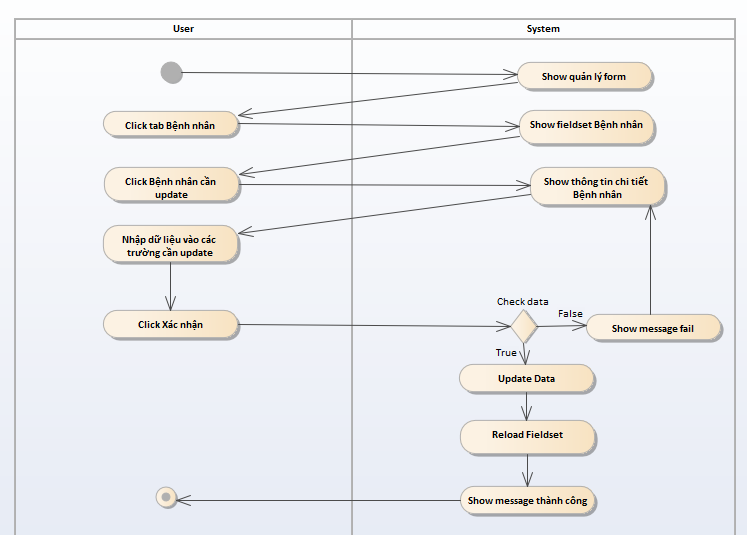 User
System
Show quản lý form
Click tab Bệnh nhân
Show fieldset Bệnh nhân
Click Bệnh nhân cần
update
Show thông tin chi tiết
Bệnh nhân
Nhập dữ liệu vào các
trường cần update
Check data
Click Xác nhận
False
Show message fail
True
Update Data
Reload Fieldset
Show message thành công